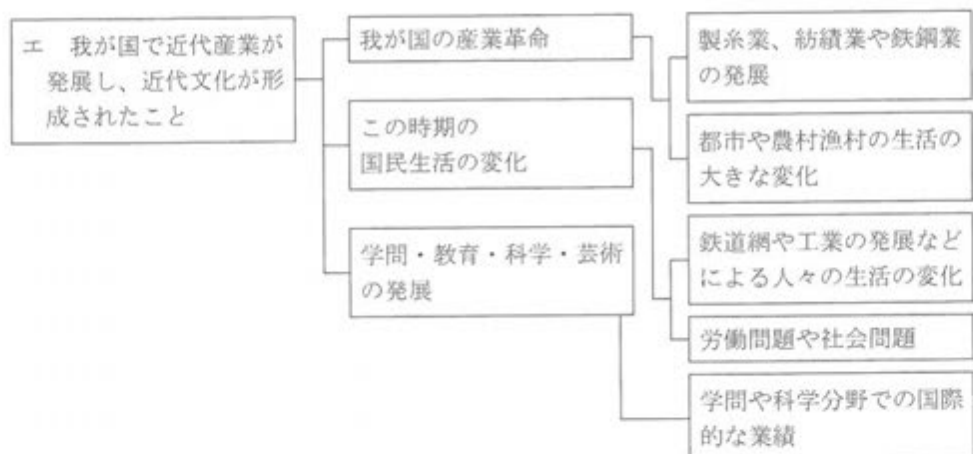 エ 我が国で近代産業が
発展し、近代文化が形
成されたこと
我が国の産業革命
この時期の
国民生活の変化
学問・教育・科学・芸術
の発展
製糸業、紡績業や鉄鋼業
の発展
都市や農村漁村の生活の
大きな変化
鉄道網や工業の発展など
による人々の生活の変化
労働問題や社会問題
学問や科学分野での国際
的な業績